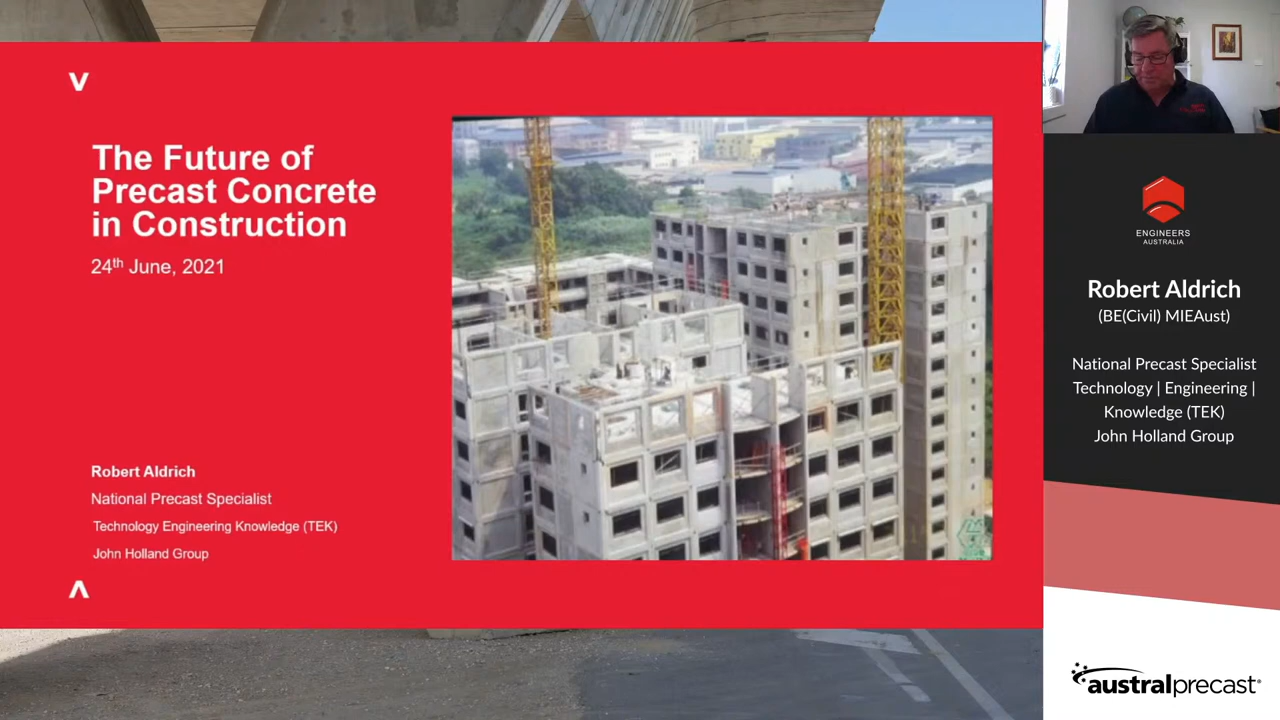 The Future of
Precast Concrete
in Construction
24th June, 2021
Robert Aldrich
National Precast Specialist
Technology Engineering Knowledge (TEK)
John Holland Group
ENGINEERS
AUSTRALIA
Robert Aldrich
(BE(Civil) MIEAust)
National Precast Specialist
Technology | Engineering |
Knowledge (TEK)
John Holland Group
australprecast®